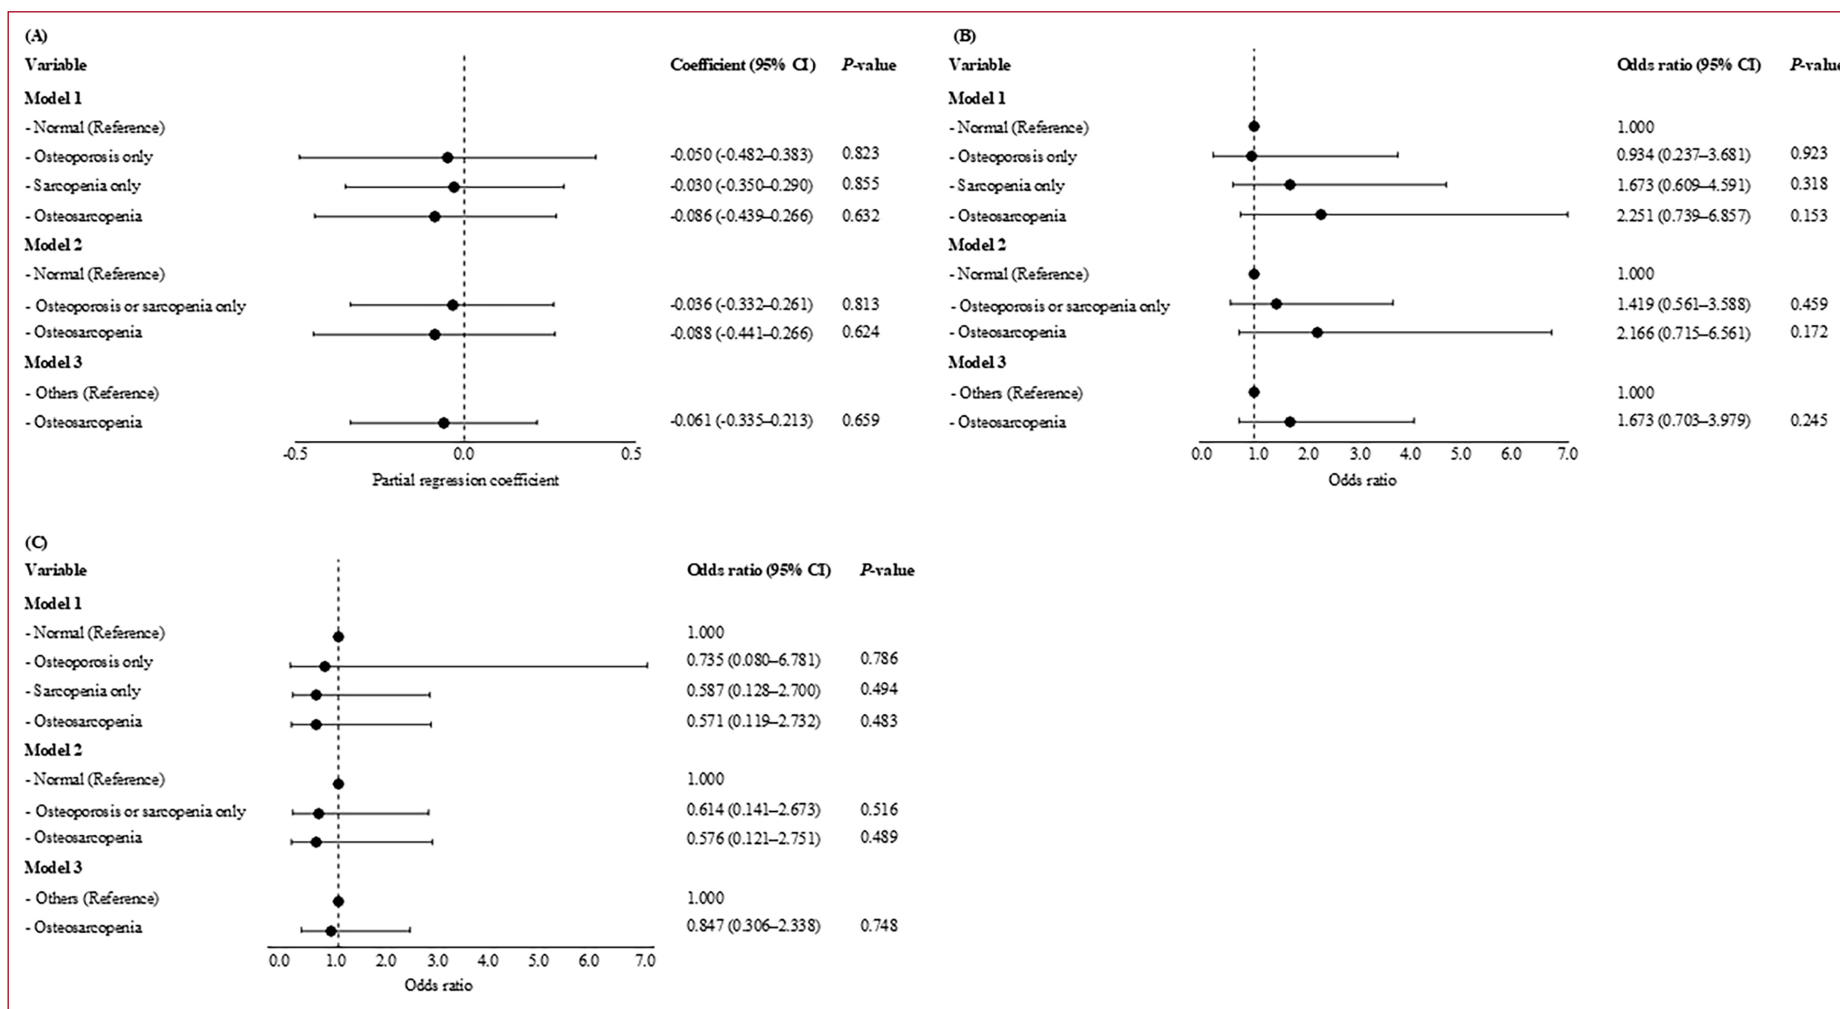 (A)
Variable Coefficient (95% CI) P-value
Model 1
- Normal (Reference)
- Osteoporosis only -0.050 (-0.482–0.383) 0.823
- Sarcopenia only -0.030 (-0.350–0.290) 0.855
- Osteosarcopenia -0.086 (-0.439–0.266) 0.632
Model 2
- Normal (Reference)
- Osteoporosis or sarcopenia only -0.036 (-0.332–0.261) 0.813
- Osteosarcopenia -0.088 (-0.441–0.266) 0.624
Model 3
- Others (Reference)
- Osteosarcopenia -0.061 (-0.335–0.213) 0.659
-0.5 0.0 0.5
Partial regression coefficient
(B)
Variable Odds ratio (95% CI) P-value
Model 1
- Normal (Reference) 1.000
- Osteoporosis only 0.934 (0.237–3.681) 0.923
- Sarcopenia only 1.673 (0.609–4.591) 0.318
- Osteosarcopenia 2.251 (0.739–6.857) 0.153
Model 2
- Normal (Reference) 1.000
- Osteoporosis or sarcopenia only 1.419 (0.561–3.588) 0.459
- Osteosarcopenia 2.166 (0.715–6.561) 0.172
Model 3
- Others (Reference) 1.000
- Osteosarcopenia 1.673 (0.703–3.979) 0.245
0.0 1.0 2.0 3.0 4.0 5.0 6.0 7.0
Odds ratio
(C)
Variable Odds ratio (95% CI) P-value
Model 1
- Normal (Reference) 1.000
- Osteoporosis only 0.735 (0.080–6.781) 0.786
- Sarcopenia only 0.587 (0.128–2.700) 0.494
- Osteosarcopenia 0.571 (0.119–2.732) 0.483
Model 2
- Normal (Reference) 1.000
- Osteoporosis or sarcopenia only 0.614 (0.141–2.673) 0.516
- Osteosarcopenia 0.576 (0.121–2.751) 0.489
Model 3
- Others (Reference) 1.000
- Osteosarcopenia 0.847 (0.306–2.338) 0.748
0.0 1.0 2.0 3.0 4.0 5.0 6.0 7.0
Odds ratio